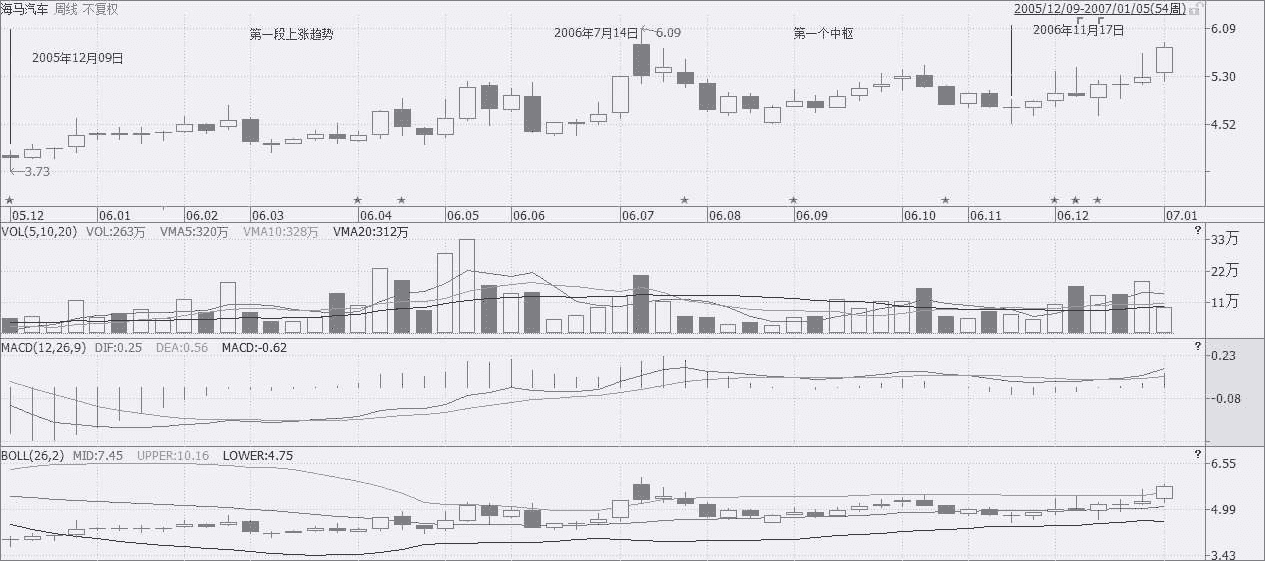 海马汽车 周线 不复权
2005/12/09-2007/01/05(54周)
第一段上涨趋势
2006年7月14日
6.09
第一个中枢
2006年11月17日
6.09
2005年12月09日
5.30
4.52
3.73
05.12 06.01 06.02 06.03 06.04 06.05 06.06 06.07 06.08 06.09 06.10 06.11 06.12 07.01
VOL(5,10,20) VOL:263万 VMA5:320万 VMA10:328万 VMA20:312万
?
33万
22万
11万
MACD(12,26,9) DIF:0.25 DEA:0.56 MACD:-0.62
?
0.23
-0.08
BOLL(26,2) MID:7.45 UPPER:10.16 LOWER:4.75
?
6.55
4.99
3.43